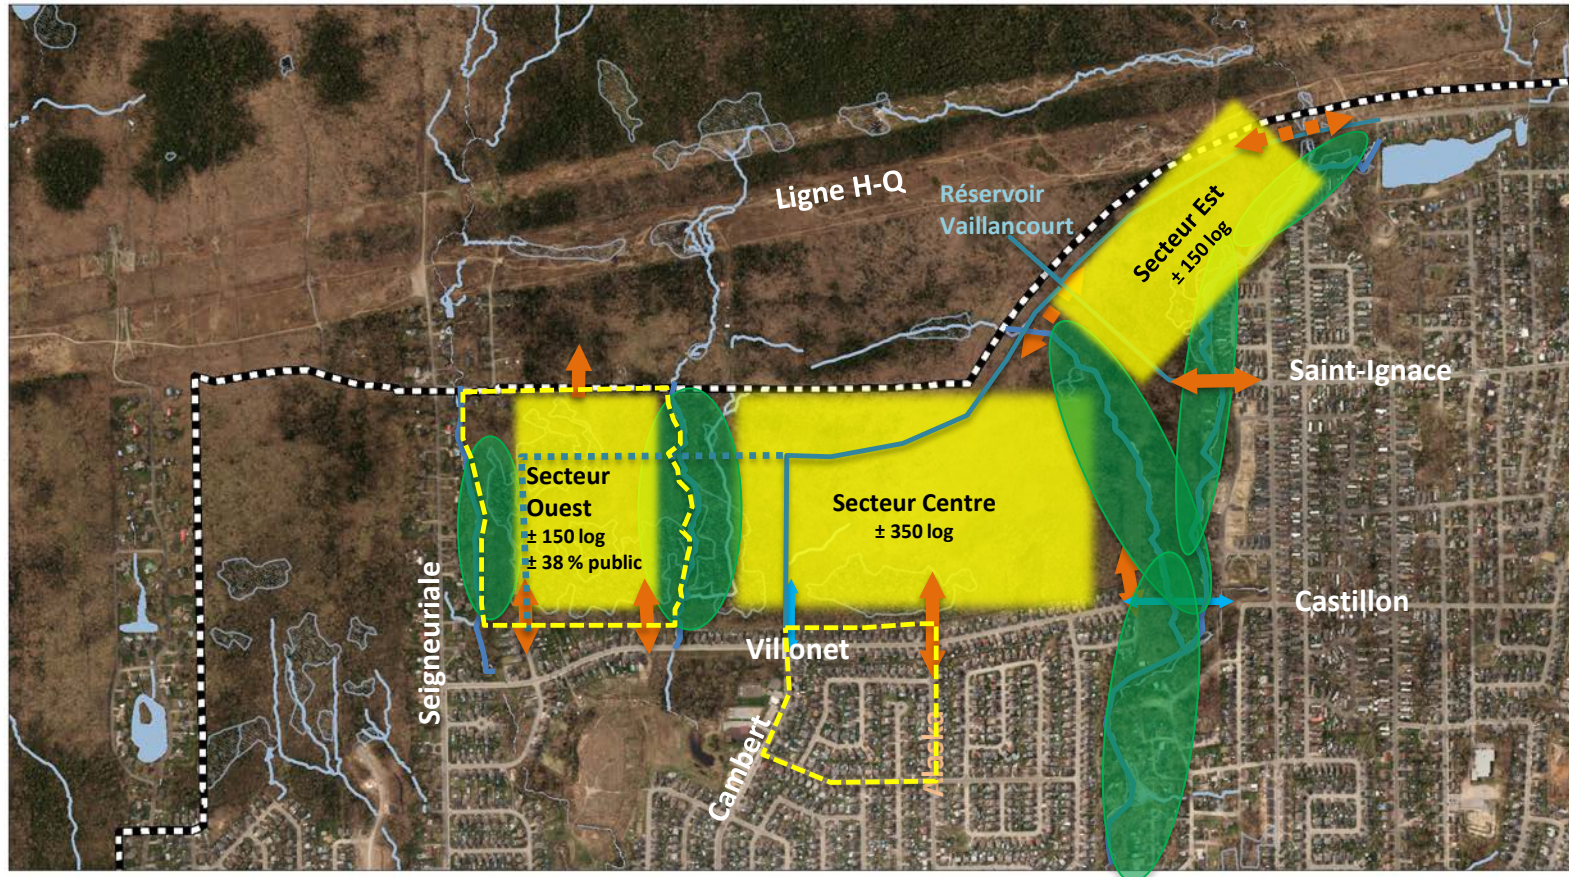 Ligne H-Q
Réservoir
Vaillancourt
Secteur Est
± 150 log
Saint-Ignace
Secteur
Ouest
± 150 log
± 38 % public
Secteur Centre
± 350 log
Seigneuriale
Castillon
Villonet
Cambert
Alaska